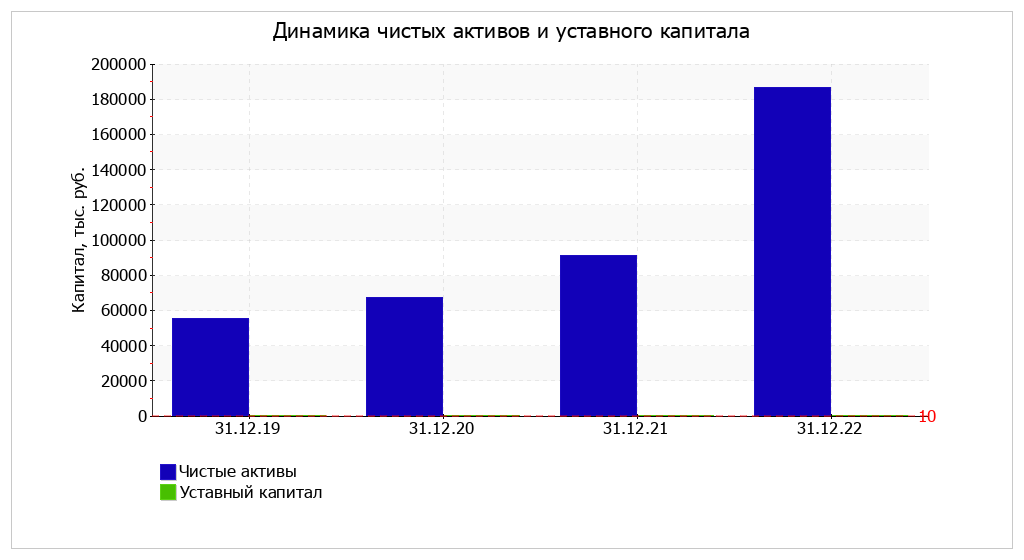 Динамика чистых активов и уставного капитала
Капитал, тыс. руб.
200000
180000
160000
140000
120000
100000
80000
60000
40000
20000
0
10
31.12.19 31.12.20 31.12.21 31.12.22
Чистые активы
Уставный капитал